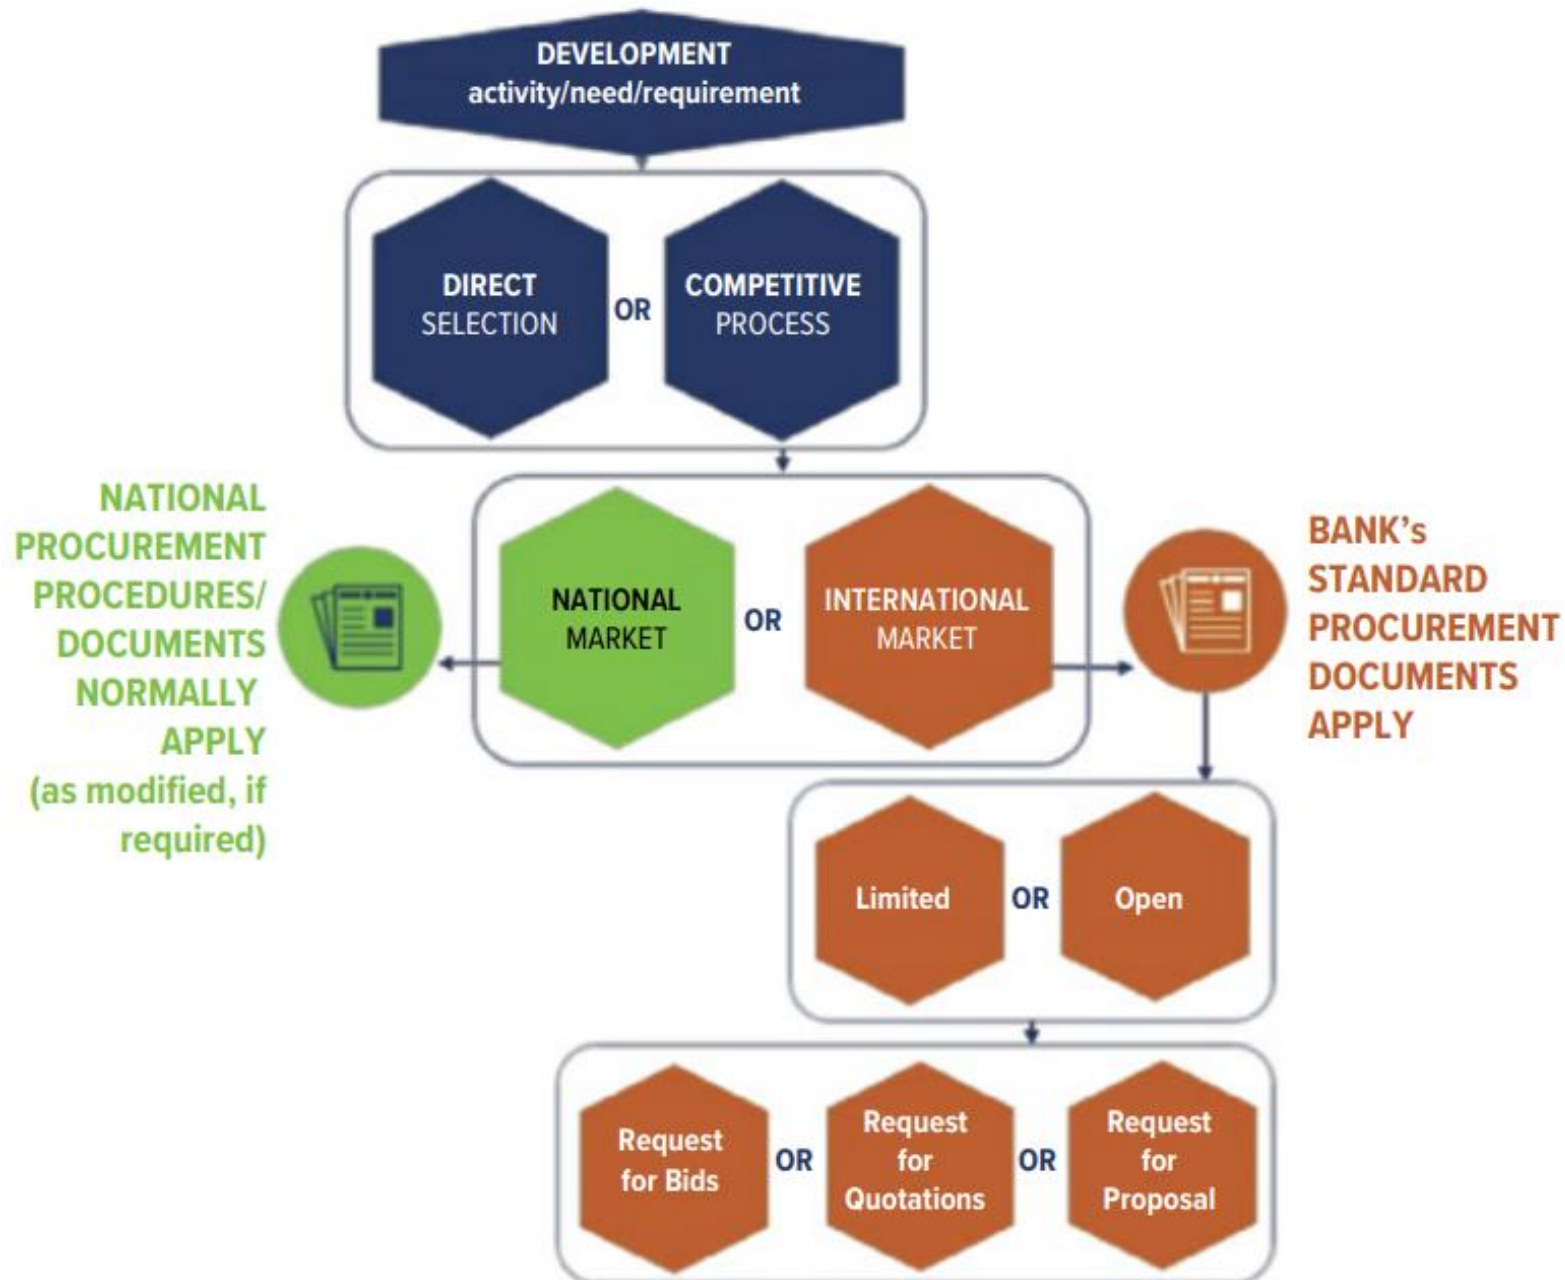 DEVELOPMENT
activity/need/requirement
DIRECT
SELECTION
OR
COMPETITIVE
PROCESS
NATIONAL
PROCUREMENT
PROCEDURES/
DOCUMENTS
NORMALLY
APPLY
(as modified, if
required)
NATIONAL
MARKET
OR
INTERNATIONAL
MARKET
BANK’s
STANDARD
PROCUREMENT
DOCUMENTS
APPLY
Limited
OR
Open
Request
for Bids
OR
Request
for
Quotations
OR
Request
for
Proposal